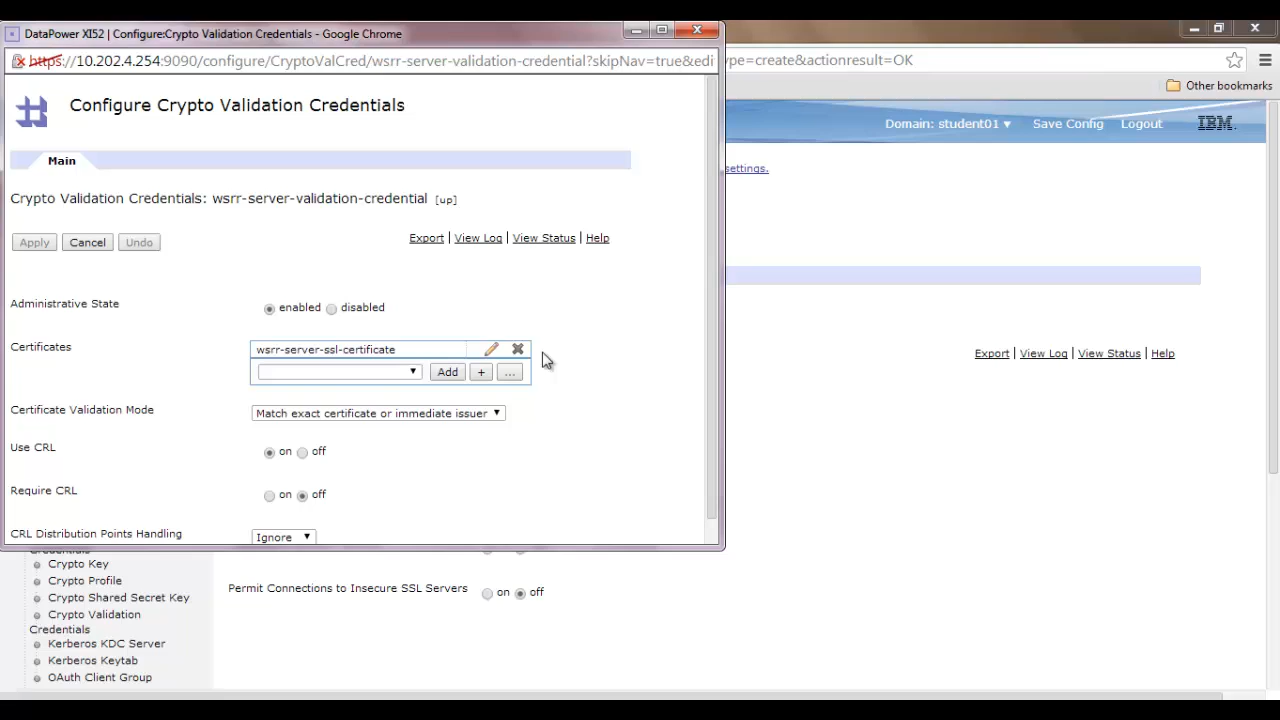 DataPower XI52 | Configure:Crypto Validation Credentials - Google Chrome
https://10.202.4.254:9090/configure/CryptoValCred/wsrr-server-validation-credential?skipNav=true&edi
ype=create&actionresult=OK
Other bookmarks
Configure Crypto Validation Credentials
Domain: student01 ▾ Save Config Logout IBM.
Main
settings.
Crypto Validation Credentials: wsrr-server-validation-credential [up]
Apply Cancel Undo
Export | View Log | View Status | Help
Administrative State enabled disabled
Certificates wsrr-server-ssl-certificate
Add + ...
Export | View Log | View Status | Help
Certificate Validation Mode Match exact certificate or immediate issuer
Use CRL on off
Require CRL on off
CRL Distribution Points Handling Ignore
Credentials
Crypto Key
Crypto Profile
Permit Connections to Insecure SSL Servers on off
Crypto Shared Secret Key
Crypto Validation
Credentials
Kerberos KDC Server
Kerberos Keytab
OAuth Client Group